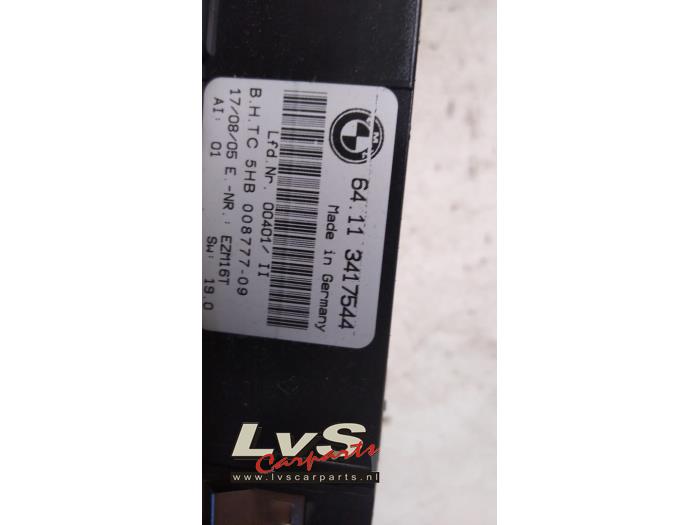 BMW
64.11 3417544
Made in Germany
Lfd.Nr. 00401/ II
B.H.TC 5HB 008777-09
17/08/05 E.-NR.: EZM16T
AI: 01 SW: 19.0
LvS
Carparts
www.lvscarparts.nl